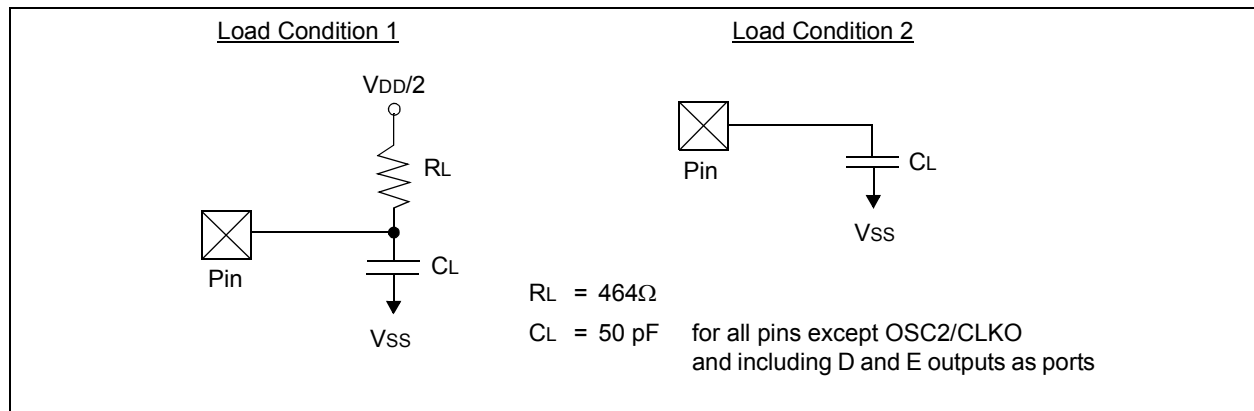 Load Condition 1
Load Condition 2
VDD/2
RL
Pin
CL
VSS
Pin
CL
VSS
RL = 464Ω
CL = 50 pF for all pins except OSC2/CLKO
and including D and E outputs as ports